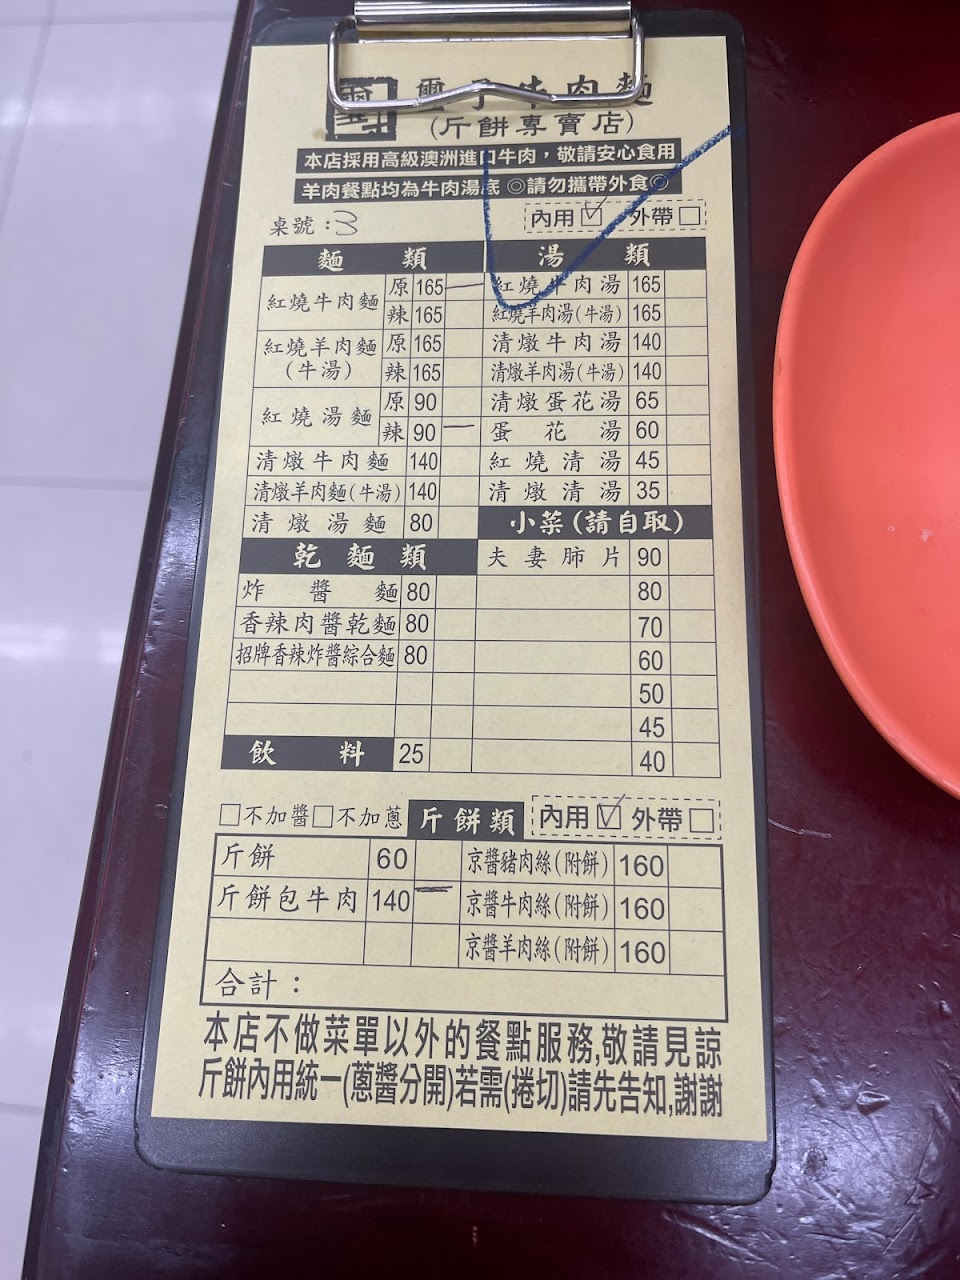 璽子牛肉麵
(斤餅專賣店)
本店採用高級澳洲進口牛肉，敬請安心食用
羊肉餐點均為牛肉湯底 ◎請勿攜帶外食◎
桌號：3 內用☑ 外帶□
麵類 湯類
紅燒牛肉麵 原 165 一 紅燒牛肉湯 165
辣 165 紅燒羊肉湯(牛湯) 165
紅燒羊肉麵(牛湯) 原 165 清燉牛肉湯 140
辣 165 清燉羊肉湯(牛湯) 140
紅燒湯麵 原 90 清燉蛋花湯 65
辣 90 一 蛋花湯 60
清燉牛肉麵 140 紅燒清湯 45
清燉羊肉麵(牛湯) 140 清燉清湯 35
清燉湯麵 80 小菜(請自取)
乾麵類 夫妻肺片 90
炸醬麵 80 80
香辣肉醬乾麵 80 70
招牌香辣炸醬綜合麵 80 60
50
45
飲料 25 40
□不加醬□不加蔥 斤餅類 內用☑ 外帶□
斤餅 60 京醬豬肉絲(附餅) 160
斤餅包牛肉 140 一 京醬牛肉絲(附餅) 160
京醬羊肉絲(附餅) 160
合計：
本店不做菜單以外的餐點服務,敬請見諒
斤餅內用統一(蔥醬分開)若需(捲切)請先告知,謝謝